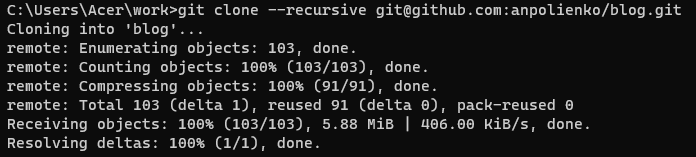 C:\Users\Acer\work>git clone --recursive git@github.com:anpolienko/blog.git
Cloning into 'blog'...
remote: Enumerating objects: 103, done.
remote: Counting objects: 100% (103/103), done.
remote: Compressing objects: 100% (91/91), done.
remote: Total 103 (delta 1), reused 91 (delta 0), pack-reused 0
Receiving objects: 100% (103/103), 5.88 MiB | 406.00 KiB/s, done.
Resolving deltas: 100% (1/1), done.